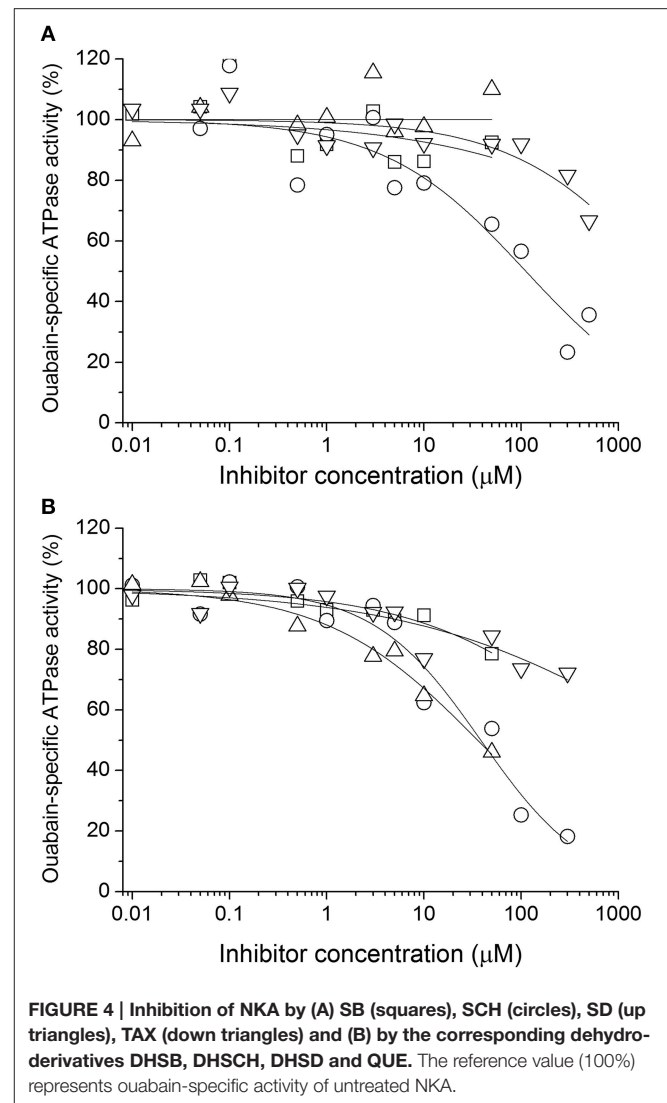 A
Ouabain-specific ATPase activity (%)
120
100
80
60
40
20
0
0.01 0.1 1 10 100 1000
Inhibitor concentration (μM)
B
Ouabain-specific ATPase activity (%)
120
100
80
60
40
20
0
0.01 0.1 1 10 100 1000
Inhibitor concentration (μM)
FIGURE 4 | Inhibition of NKA by (A) SB (squares), SCH (circles), SD (up
triangles), TAX (down triangles) and (B) by the corresponding dehydro-
derivatives DHSB, DHSCH, DHSD and QUE. The reference value (100%)
represents ouabain-specific activity of untreated NKA.